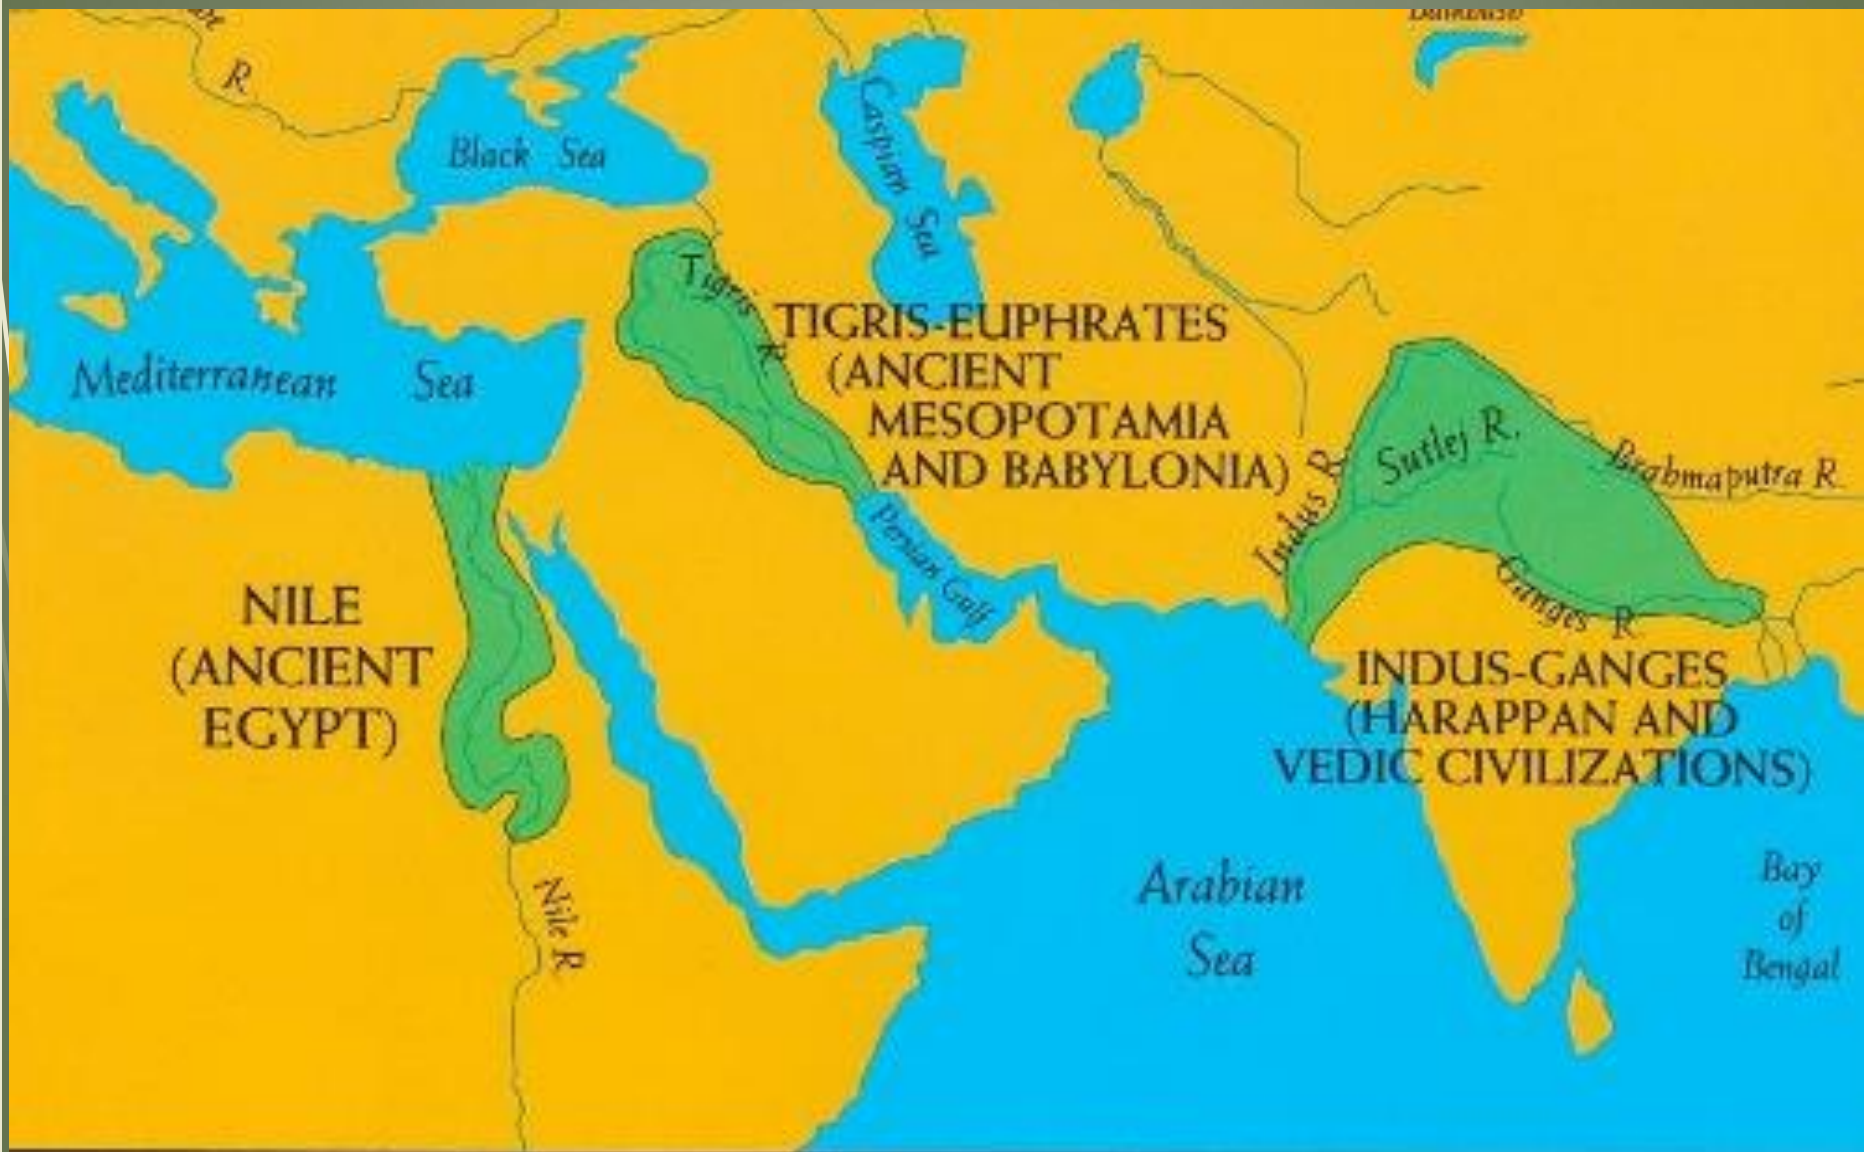 R
Black Sea
Caspian Sea
Tigris R.
TIGRIS-EUPHRATES
(ANCIENT
MESOPOTAMIA
AND BABYLONIA)
Mediterranean Sea
Persian Gulf
Indus R.
Sutlej R.
Brahmaputra R.
Ganges R.
NILE
(ANCIENT
EGYPT)
INDUS-GANGES
(HARAPPAN AND
VEDIC CIVILIZATIONS)
Nile R.
Arabian
Sea
Bay
of
Bengal